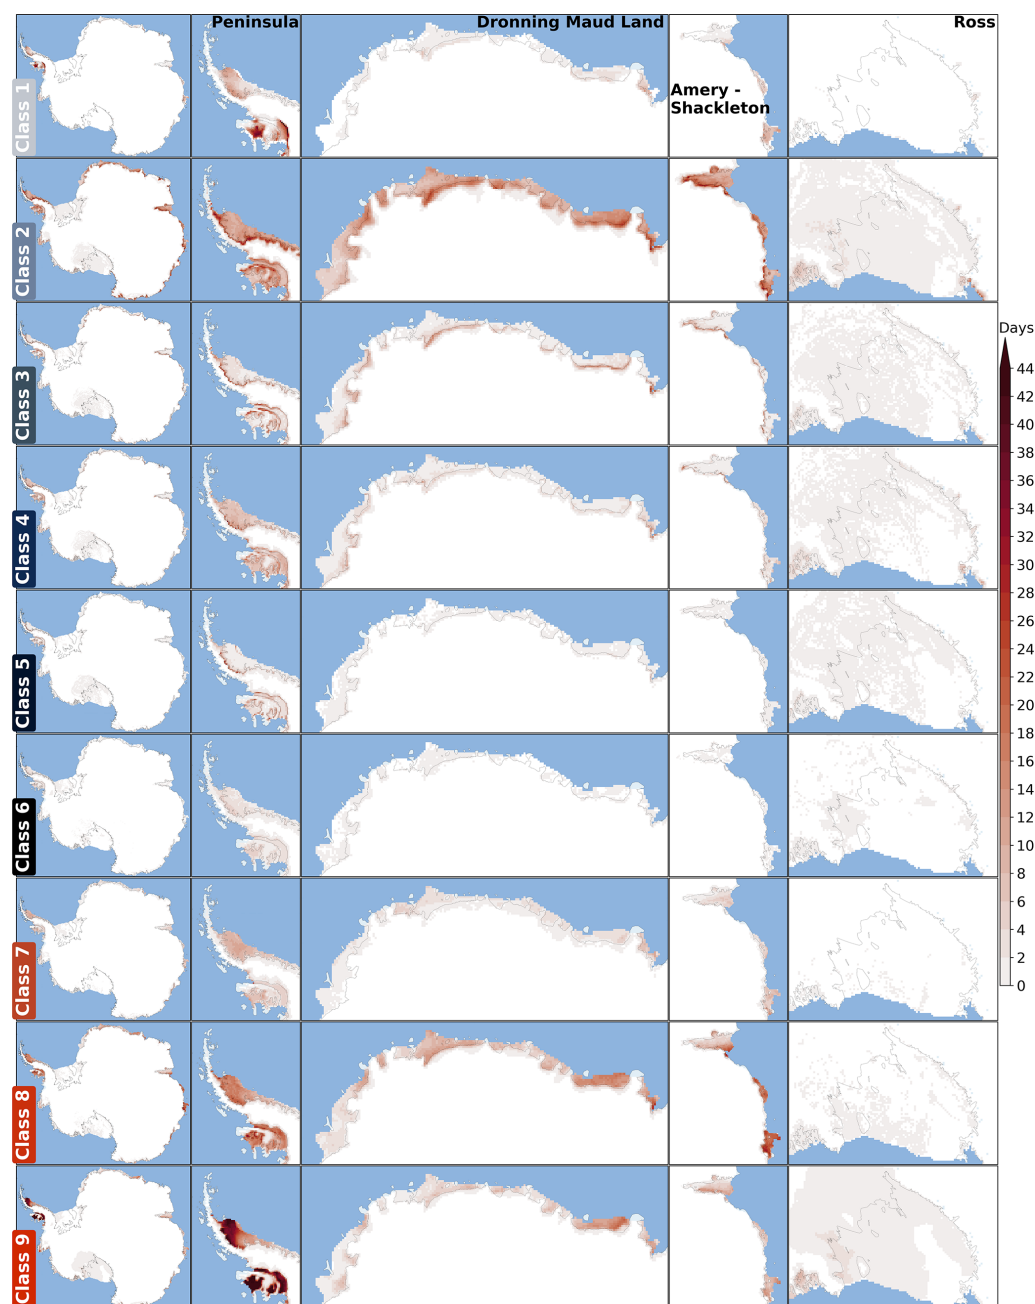 Peninsula
Dronning Maud Land
Amery -
Shackleton
Ross
Class 1
Class 2
Class 3
Class 4
Class 5
Class 6
Class 7
Class 8
Class 9
Days
44
42
40
38
36
34
32
30
28
26
24
22
20
18
16
14
12
10
8
6
4
2
0